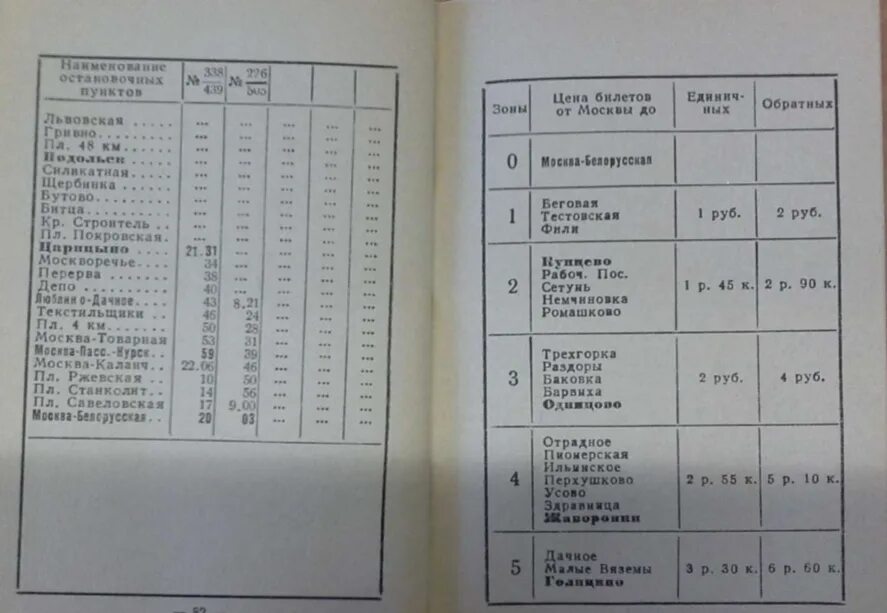 Наименование остановочных пунктов № 338/439 № 276/565
Львовская ..... ... ... ... ... ...
Гривно ......... ... ... ... ... ...
Пл. 48 км ..... ... ... ... ... ...
Подольск ...... ... ... ... ... ...
Силикатная .... ... ... ... ... ...
Щербинка ...... ... ... ... ... ...
Бутово ........ ... ... ... ... ...
Битца ......... ... ... ... ... ...
Кр. Строитель .. ... ... ... ... ...
Пл. Покровская. ... ... ... ... ...
Царицыно .... 21.31 ... ... ... ...
Москворечье .... 34 ... ... ... ...
Перерва ...... 38 ... ... ... ...
Депо ........ 40 ... ... ... ...
Люблино-Дачное .... 43 8.21 ... ... ...
Текстильщики .. 46 24 ... ... ...
Пл. 4 км ....... 50 28 ... ... ...
Москва-Товарная 53 31 ... ... ...
Москва-Пасс.-Курск.. 59 39 ... ... ...
Москва-Каланч. .. 22.06 46 ... ... ...
Пл. Ржевская .. 10 50 ... ... ...
Пл. Станколит .. 14 56 ... ... ...
Пл. Савеловская 17 9.00 ... ... ...
Москва-Белорусская .. 20 03 ... ... ...
Зоны Цена билетов от Москвы до Единич-ных Обратных
0 Москва-Белорусская
Беговая
1 Тестовская 1 руб. 2 руб.
Фили
Кунцево
Рабоч. Пос.
2 Сетунь 1 р. 45 к. 2 р. 90 к.
Немчиновка
Ромашково
Трехгорка
Раздоры
3 Баковка 2 руб. 4 руб.
Барвиха
Одинцово
Отрадное
Пионерская
Ильинское
4 Перхушково 2 р. 55 к. 5 р. 10 к.
Усово
Здравница
Жаворонки
Дачное
5 Малые Вяземы 3 р. 30 к. 6 р. 60 к.
Голицино